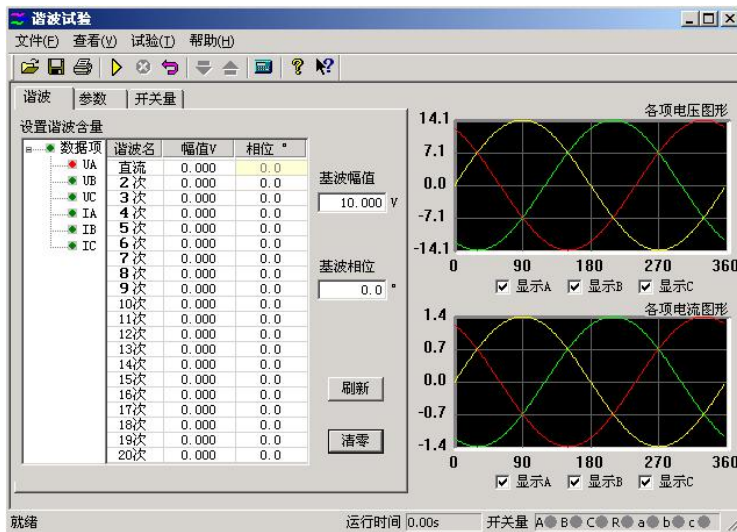 谐波试验
文件(F) 查看(V) 试验(T) 帮助(H)
谐波 参数 开关量
设置谐波含量
数据项
UA
UB
UC
IA
IB
IC
谐波名 幅值V 相位 °
直流 0.000 0.0
2次 0.000 0.0
3次 0.000 0.0
4次 0.000 0.0
5次 0.000 0.0
6次 0.000 0.0
7次 0.000 0.0
8次 0.000 0.0
9次 0.000 0.0
10次 0.000 0.0
11次 0.000 0.0
12次 0.000 0.0
13次 0.000 0.0
14次 0.000 0.0
15次 0.000 0.0
16次 0.000 0.0
17次 0.000 0.0
18次 0.000 0.0
19次 0.000 0.0
20次 0.000 0.0
基波幅值
10.000 V
基波相位
0.0 °
刷新
清零
各项电压图形
14.1
7.1
0.0
-7.1
-14.1
0 90 180 270 360
显示A 显示B 显示C
各项电流图形
1.4
0.7
0.0
-0.7
-1.4
0 90 180 270 360
显示A 显示B 显示C
就绪 运行时间 0.00s 开关量 A B C R a b c